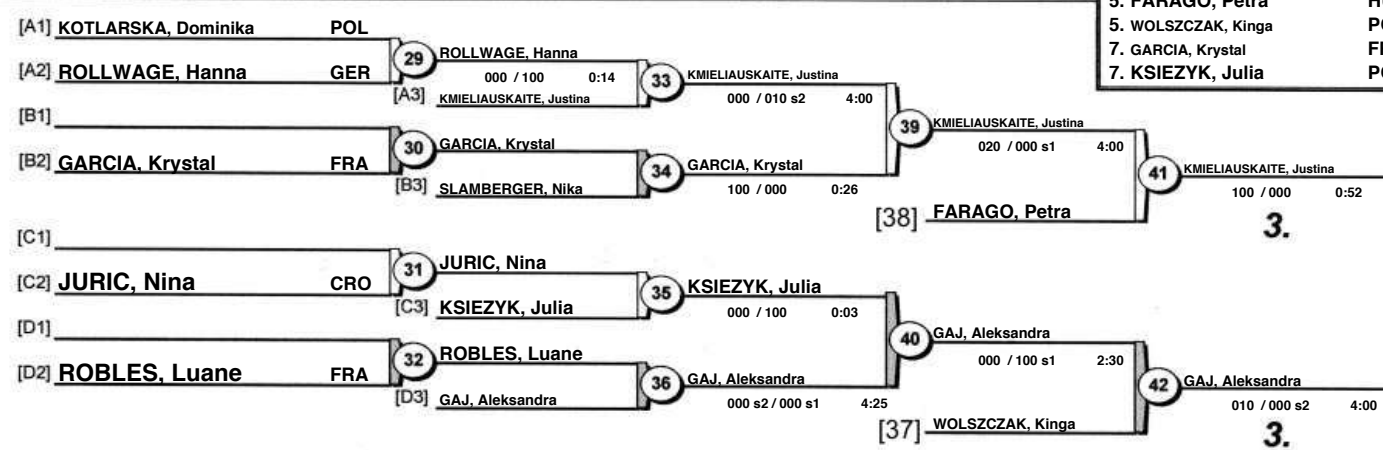 5. FARAGO, Petra
5. WOLSZCZAK, Kinga
7. GARCIA, Krystal
7. KSIEZYK, Julia
[A1] KOTLARSKA, Dominika POL
[A2] ROLLWAGE, Hanna GER
29 ROLLWAGE, Hanna
000 / 100 0:14
[A3] KMIELIAUSKAITE, Justina
33 KMIELIAUSKAITE, Justina
000 / 010 s2 4:00
[B1]
[B2] GARCIA, Krystal FRA
30 GARCIA, Krystal
[B3] SLAMBERGER, Nika
34 GARCIA, Krystal
100 / 000 0:26
39 KMIELIAUSKAITE, Justina
020 / 000 s1 4:00
[38] FARAGO, Petra
41 KMIELIAUSKAITE, Justina
100 / 000 0:52
3.
[C1]
[C2] JURIC, Nina CRO
31 JURIC, Nina
[C3] KSIEZYK, Julia
35 KSIEZYK, Julia
000 / 100 0:03
[D1]
[D2] ROBLES, Luane FRA
32 ROBLES, Luane
[D3] GAJ, Aleksandra
36 GAJ, Aleksandra
000 s2 / 000 s1 4:25
40 GAJ, Aleksandra
000 / 100 s1 2:30
[37] WOLSZCZAK, Kinga
42 GAJ, Aleksandra
010 / 000 s2 4:00
3.